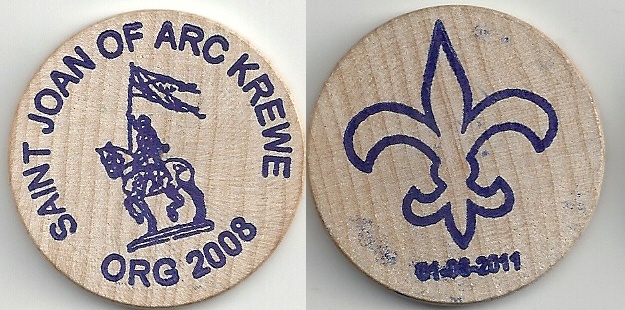 SAINT JOAN OF ARC KREWE
ORG 2008
01-06-2011